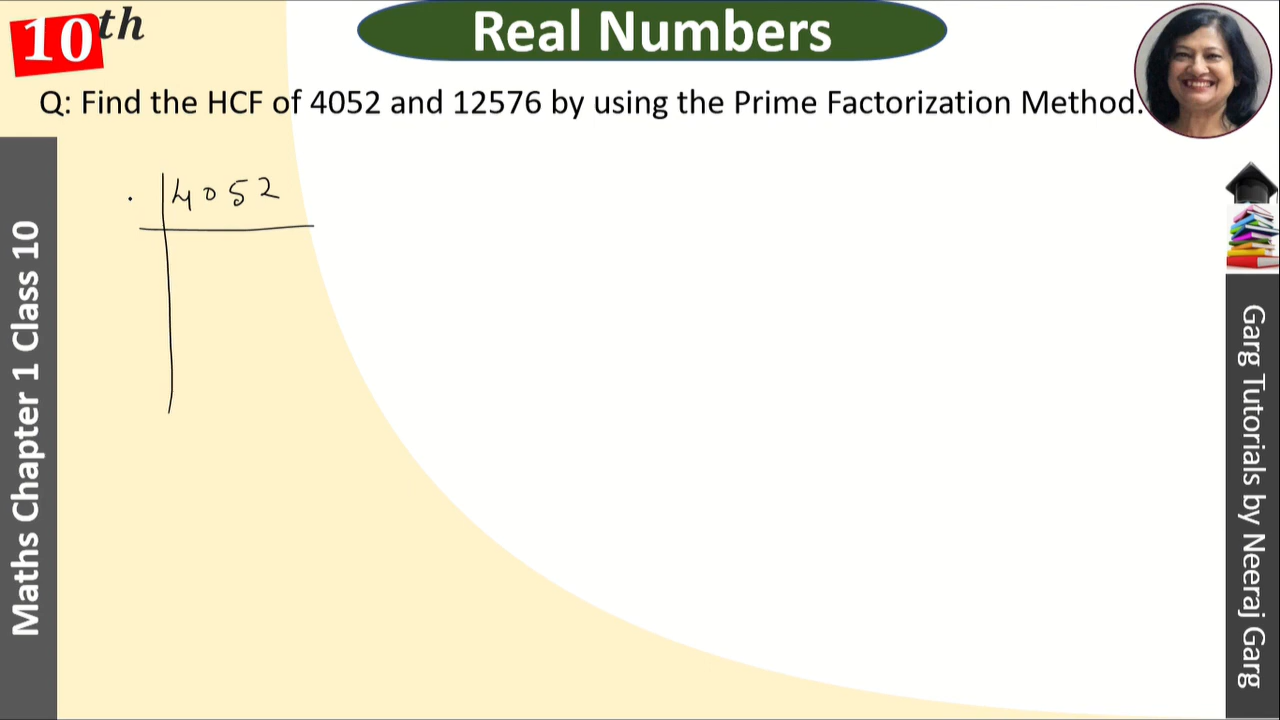 10th
Real Numbers
Q: Find the HCF of 4052 and 12576 by using the Prime Factorization Method.
4052
Maths Chapter 1 Class 10
Garg Tutorials by Neeraj Garg